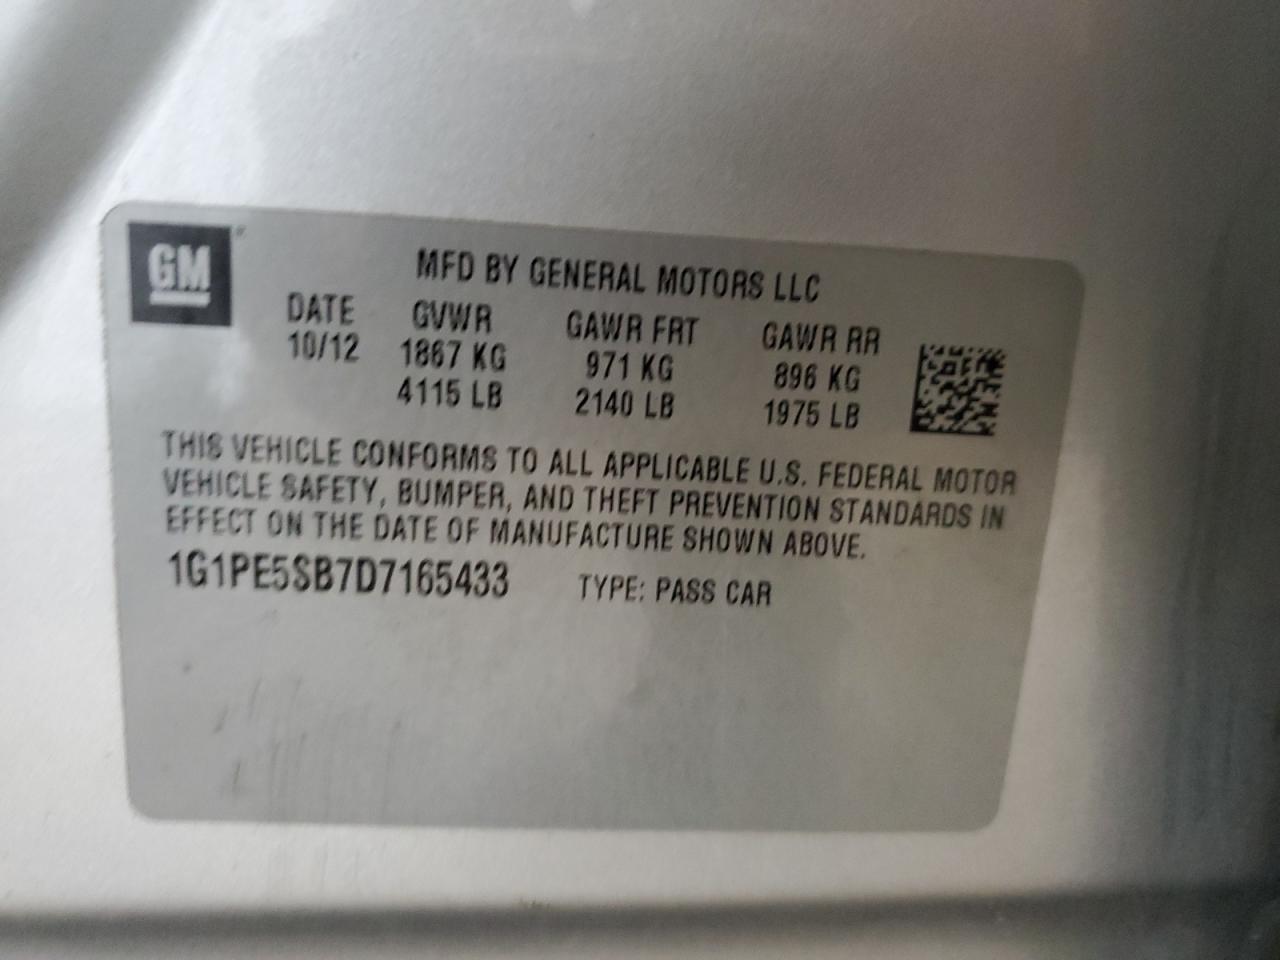 GM
MFD BY GENERAL MOTORS LLC
DATE GVWR GAWR FRT GAWR RR
10/12 1867 KG 971 KG 896 KG
4115 LB 2140 LB 1975 LB
THIS VEHICLE CONFORMS TO ALL APPLICABLE U.S. FEDERAL MOTOR
VEHICLE SAFETY, BUMPER, AND THEFT PREVENTION STANDARDS IN
EFFECT ON THE DATE OF MANUFACTURE SHOWN ABOVE.
1G1PE5SB7D7165433 TYPE: PASS CAR